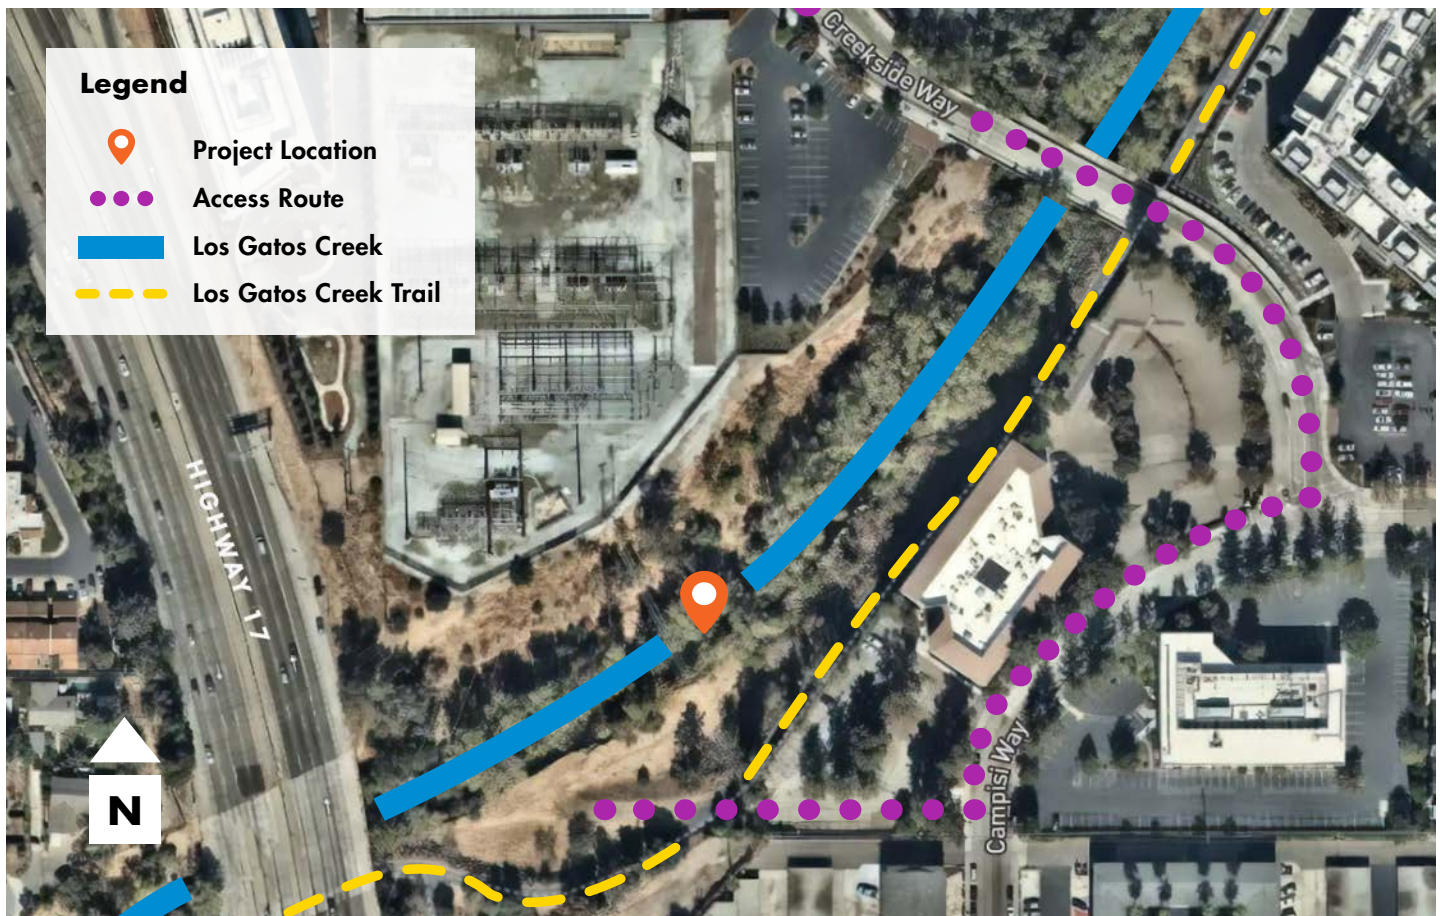 Legend
Project Location
Access Route
Los Gatos Creek
Los Gatos Creek Trail
Creekside Way
HIGHWAY 17
Campisi Way
N